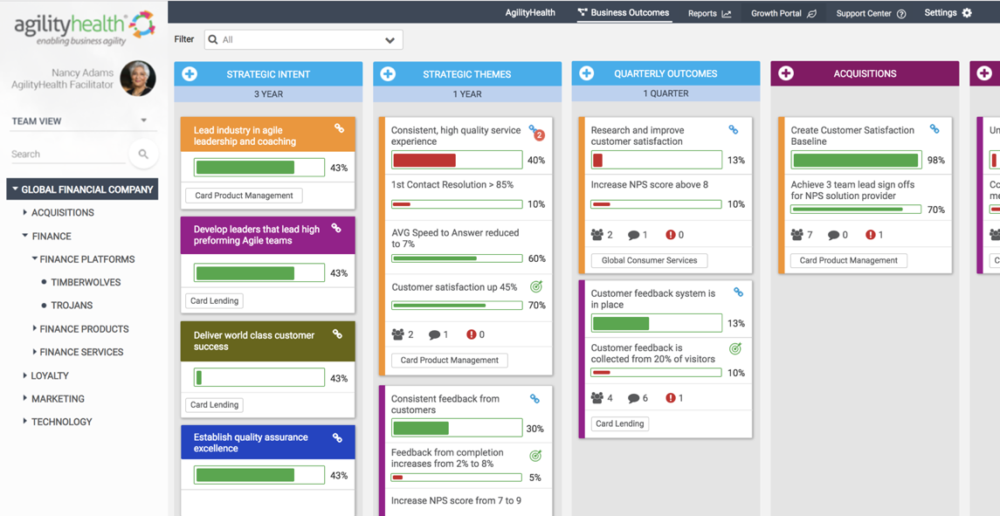 agilityhealth®
enabling business agility
Nancy Adams
AgilityHealth Facilitator
TEAM VIEW
Search
GLOBAL FINANCIAL COMPANY
ACQUISITIONS
FINANCE
FINANCE PLATFORMS
TIMBERWOLVES
TROJANS
FINANCE PRODUCTS
FINANCE SERVICES
LOYALTY
MARKETING
TECHNOLOGY
AgilityHealth
Business Outcomes
Reports
Growth Portal
Support Center
Settings
Filter
All
STRATEGIC INTENT
3 YEAR
Lead industry in agile
leadership and coaching
43%
Card Product Management
Develop leaders that lead high
preforming Agile teams
43%
Card Lending
Deliver world class customer
success
43%
Card Lending
Establish quality assurance
excellence
43%
STRATEGIC THEMES
1 YEAR
Consistent, high quality service
experience
2
40%
1st Contact Resolution > 85%
10%
AVG Speed to Answer reduced
to 7%
60%
Customer satisfaction up 45%
70%
2 1 0
Card Product Management
Consistent feedback from
customers
30%
Feedback from completion
increases from 2% to 8%
5%
Increase NPS score from 7 to 9
QUARTERLY OUTCOMES
1 QUARTER
Research and improve
customer satisfaction
13%
Increase NPS score above 8
10%
2 1 0
Global Consumer Services
Customer feedback system is
in place
13%
Customer feedback is
collected from 20% of visitors
10%
4 6 1
Card Lending
ACQUISITIONS
Create Customer Satisfaction
Baseline
98%
Achieve 3 team lead sign offs
for NPS solution provider
70%
7 0 1
Card Product Management